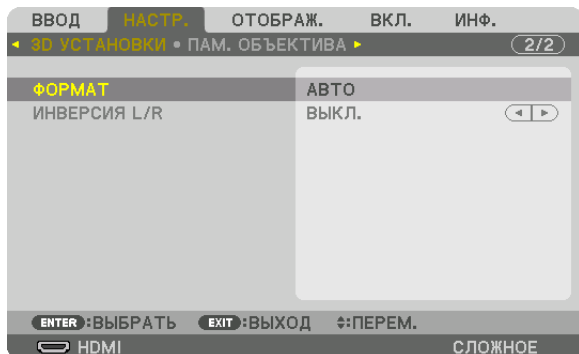 ВВОД НАСТР. ОТОБРАЖ. ВКЛ. ИНФ.
3D УСТАНОВКИ • ПАМ. ОБЪЕКТИВА 2/2
ФОРМАТ АВТО
ИНВЕРСИЯ L/R ВЫКЛ.
ENTER :ВЫБРАТЬ EXIT :ВЫХОД :ПЕРЕМ.
HDMI СЛОЖНОЕ